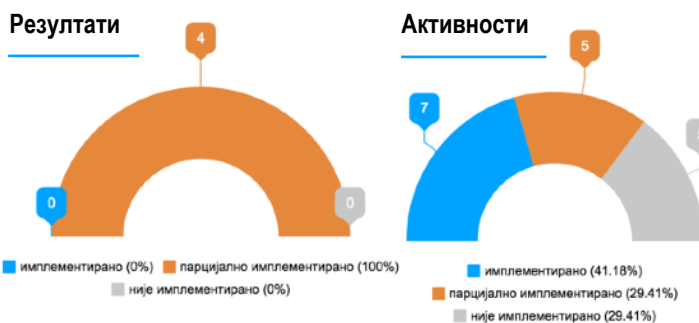 Резултати
4
0
0
имплементирано (0%) парцијално имплементирано (100%)
није имплементирано (0%)
Активности
5
7
имплементирано (41.18%)
парцијално имплементирано (29.41%)
није имплементирано (29.41%)